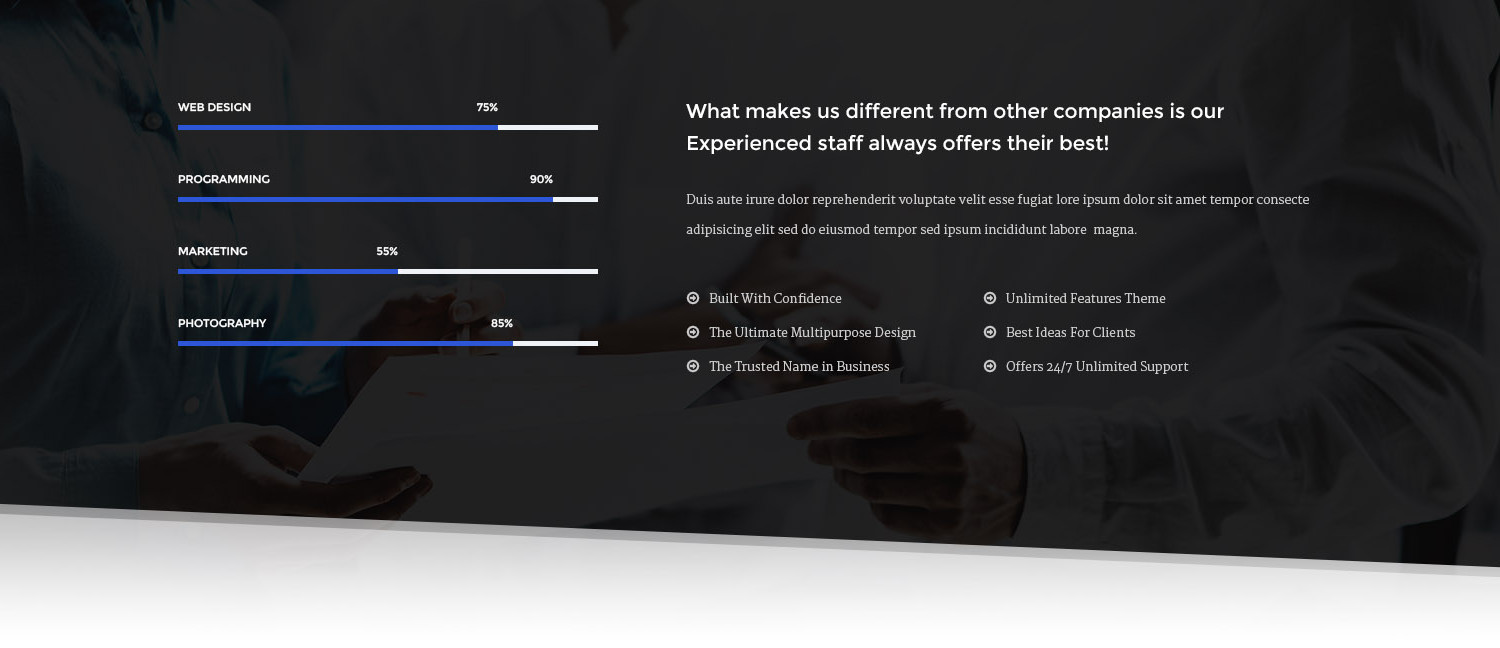 WEB DESIGN 75%
PROGRAMMING 90%
MARKETING 55%
PHOTOGRAPHY 85%
What makes us different from other companies is our
Experienced staff always offers their best!
Duis aute irure dolor reprehenderit voluptate velit esse fugiat lore ipsum dolor sit amet tempor consecte
adipisicing elit sed do eiusmod tempor sed ipsum incididunt labore  magna.
Built With Confidence
The Ultimate Multipurpose Design
The Trusted Name in Business
Unlimited Features Theme
Best Ideas For Clients
Offers 24/7 Unlimited Support